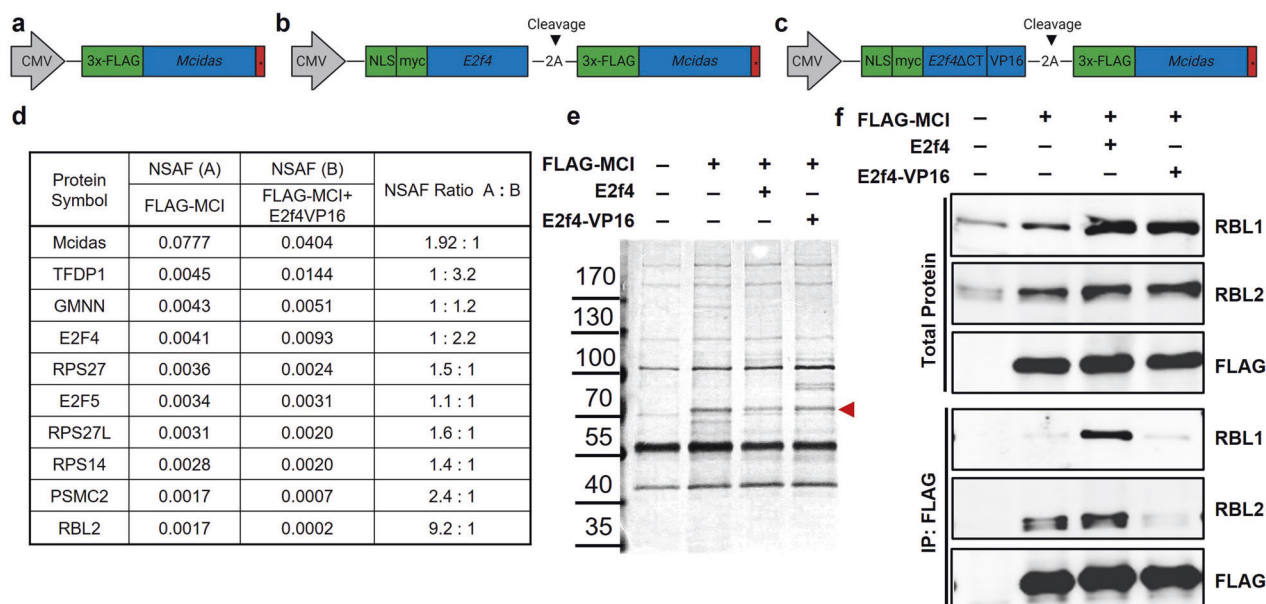 a
CMV 3x-FLAG Mcidas *
b
Cleavage
CMV NLS myc E2f4 2A 3x-FLAG Mcidas *
c
Cleavage
CMV NLS myc E2f4ΔCT VP16 2A 3x-FLAG Mcidas *
d
Protein Symbol NSAF (A) NSAF (B) NSAF Ratio A : B
FLAG-MCI FLAG-MCI+ E2f4VP16
Mcidas 0.0777 0.0404 1.92 : 1
TFDP1 0.0045 0.0144 1 : 3.2
GMNN 0.0043 0.0051 1 : 1.2
E2F4 0.0041 0.0093 1 : 2.2
RPS27 0.0036 0.0024 1.5 : 1
E2F5 0.0034 0.0031 1.1 : 1
RPS27L 0.0031 0.0020 1.6 : 1
RPS14 0.0028 0.0020 1.4 : 1
PSMC2 0.0017 0.0007 2.4 : 1
RBL2 0.0017 0.0002 9.2 : 1
e
FLAG-MCI – + + +
E2f4 – – + –
E2f4-VP16 – – – +
170
130
100
70
55
40
35
f
FLAG-MCI – + + +
E2f4 – – + –
E2f4-VP16 – – – +
Total Protein
RBL1
RBL2
FLAG
IP: FLAG
RBL1
RBL2
FLAG